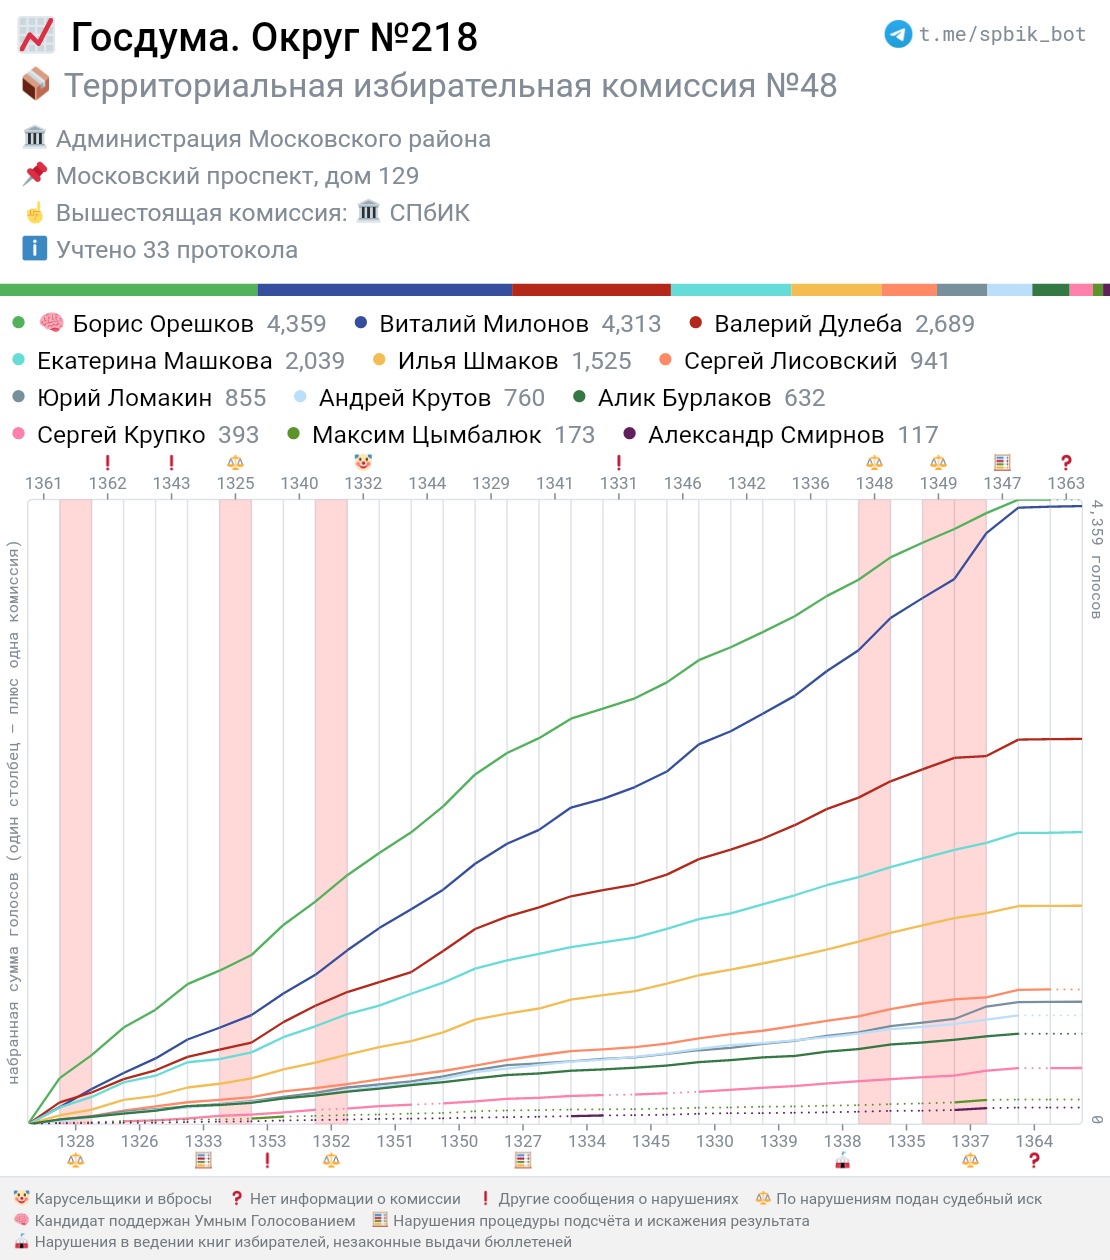 Госдума. Округ №218
t.me/spbik_bot
Территориальная избирательная комиссия №48
Администрация Московского района
Московский проспект, дом 129
Вышестоящая комиссия: СПбИК
Учтено 33 протокола
Борис Орешков 4,359 Виталий Милонов 4,313 Валерий Дулеба 2,689
Екатерина Машкова 2,039 Илья Шмаков 1,525 Сергей Лисовский 941
Юрий Ломакин 855 Андрей Крутов 760 Алик Бурлаков 632
Сергей Крупко 393 Максим Цымбалюк 173 Александр Смирнов 117
1361 1362 1343 1325 1340 1332 1344 1329 1341 1331 1346 1342 1336 1348 1349 1347 1363
4,359 голосов
0
набранная сумма голосов (один столбец — плюс одна комиссия)
1328 1326 1333 1353 1352 1351 1350 1327 1334 1345 1330 1339 1338 1335 1337 1364
Карусельщики и вбросы Нет информации о комиссии Другие сообщения о нарушениях По нарушениям подан судебный иск
Кандидат поддержан Умным Голосованием Нарушения процедуры подсчёта и искажения результата
Нарушения в ведении книг избирателей, незаконные выдачи бюллетеней